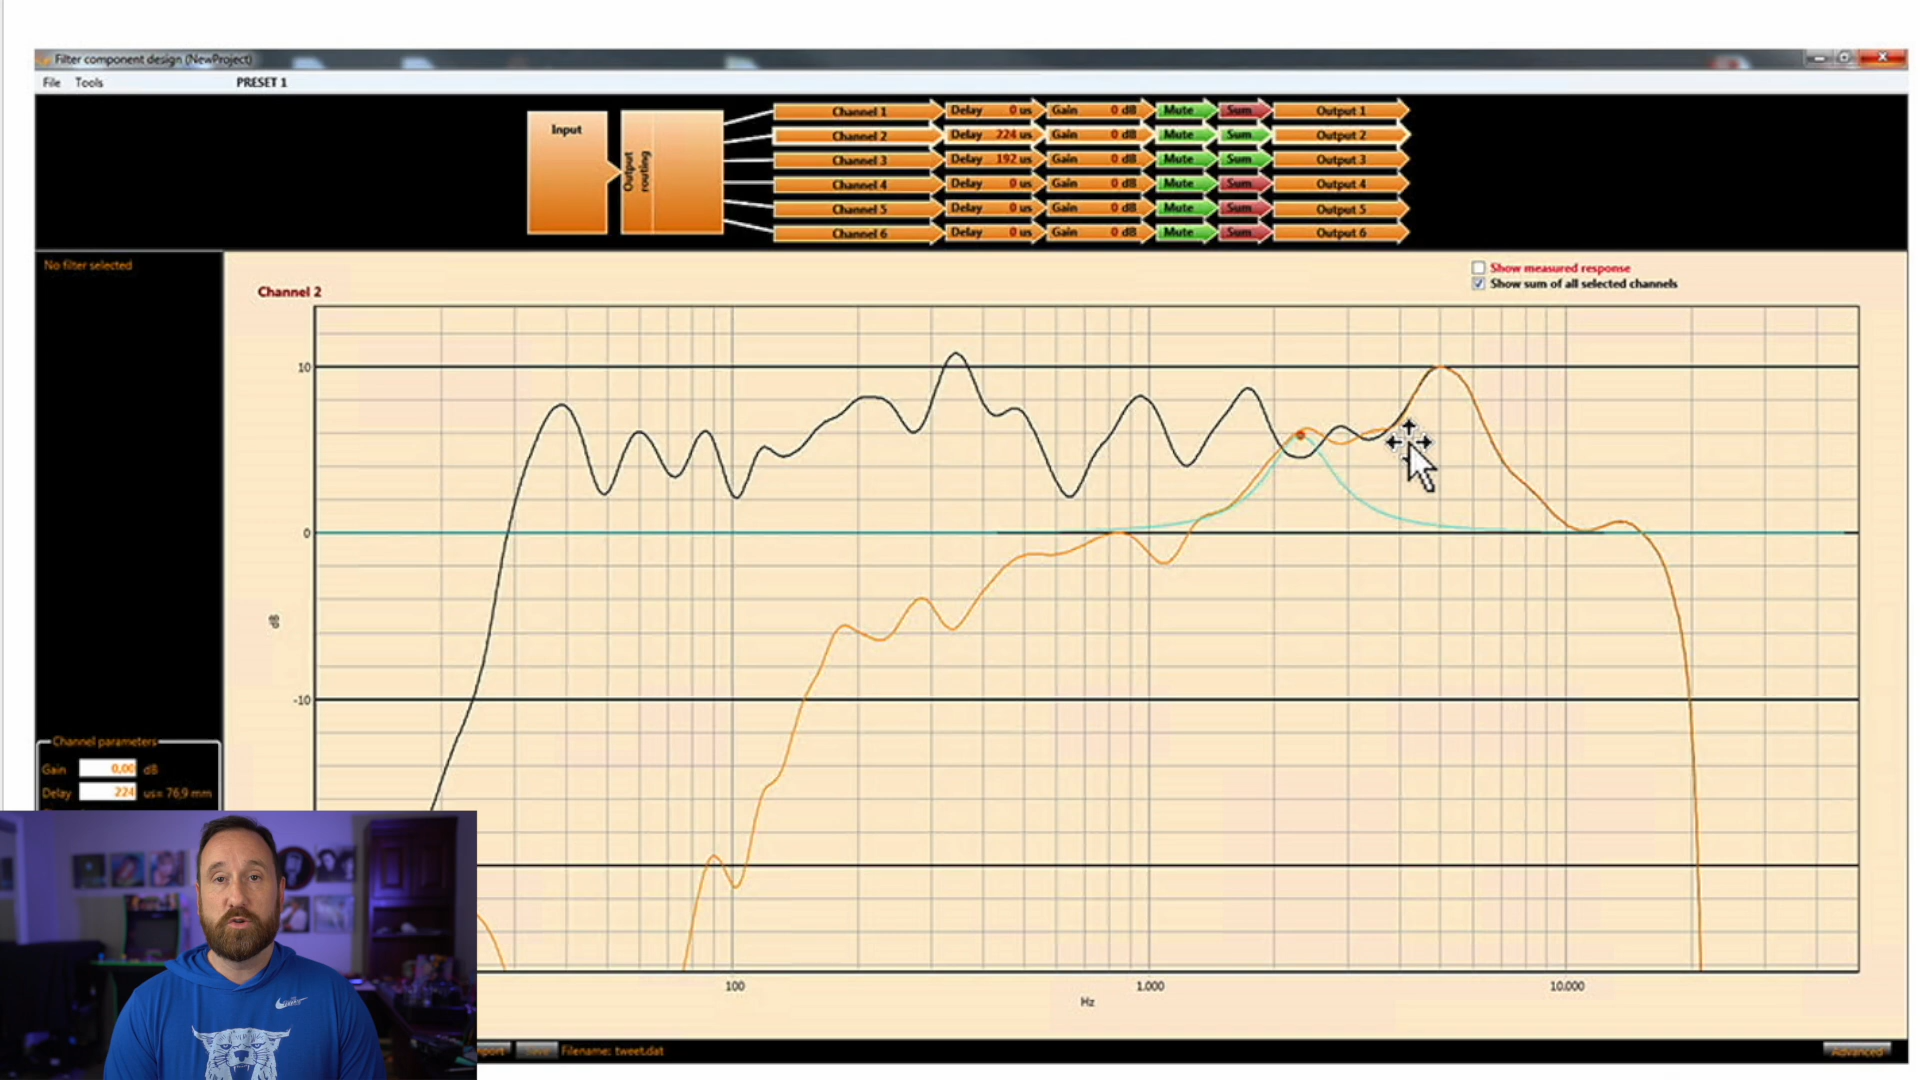 Filter component design (NewProject)
File Tools PRESET 1
Input
Output routing
Channel 1 Delay 0 us Gain 0 dB Mute Sum Output 1
Channel 2 Delay 224 us Gain 0 dB Mute Sum Output 2
Channel 3 Delay 192 us Gain 0 dB Mute Sum Output 3
Channel 4 Delay 0 us Gain 0 dB Mute Sum Output 4
Channel 5 Delay 0 us Gain 0 dB Mute Sum Output 5
Channel 6 Delay 0 us Gain 0 dB Mute Sum Output 6
No filter selected
Show measured response
Show sum of all selected channels
Channel 2
10
0
dB
-10
100
1.000
10.000
Hz
Channel parameters
Gain 0,00 dB
Delay 224 us= 76,9 mm
Save Filename: tweet.dat
Advanced